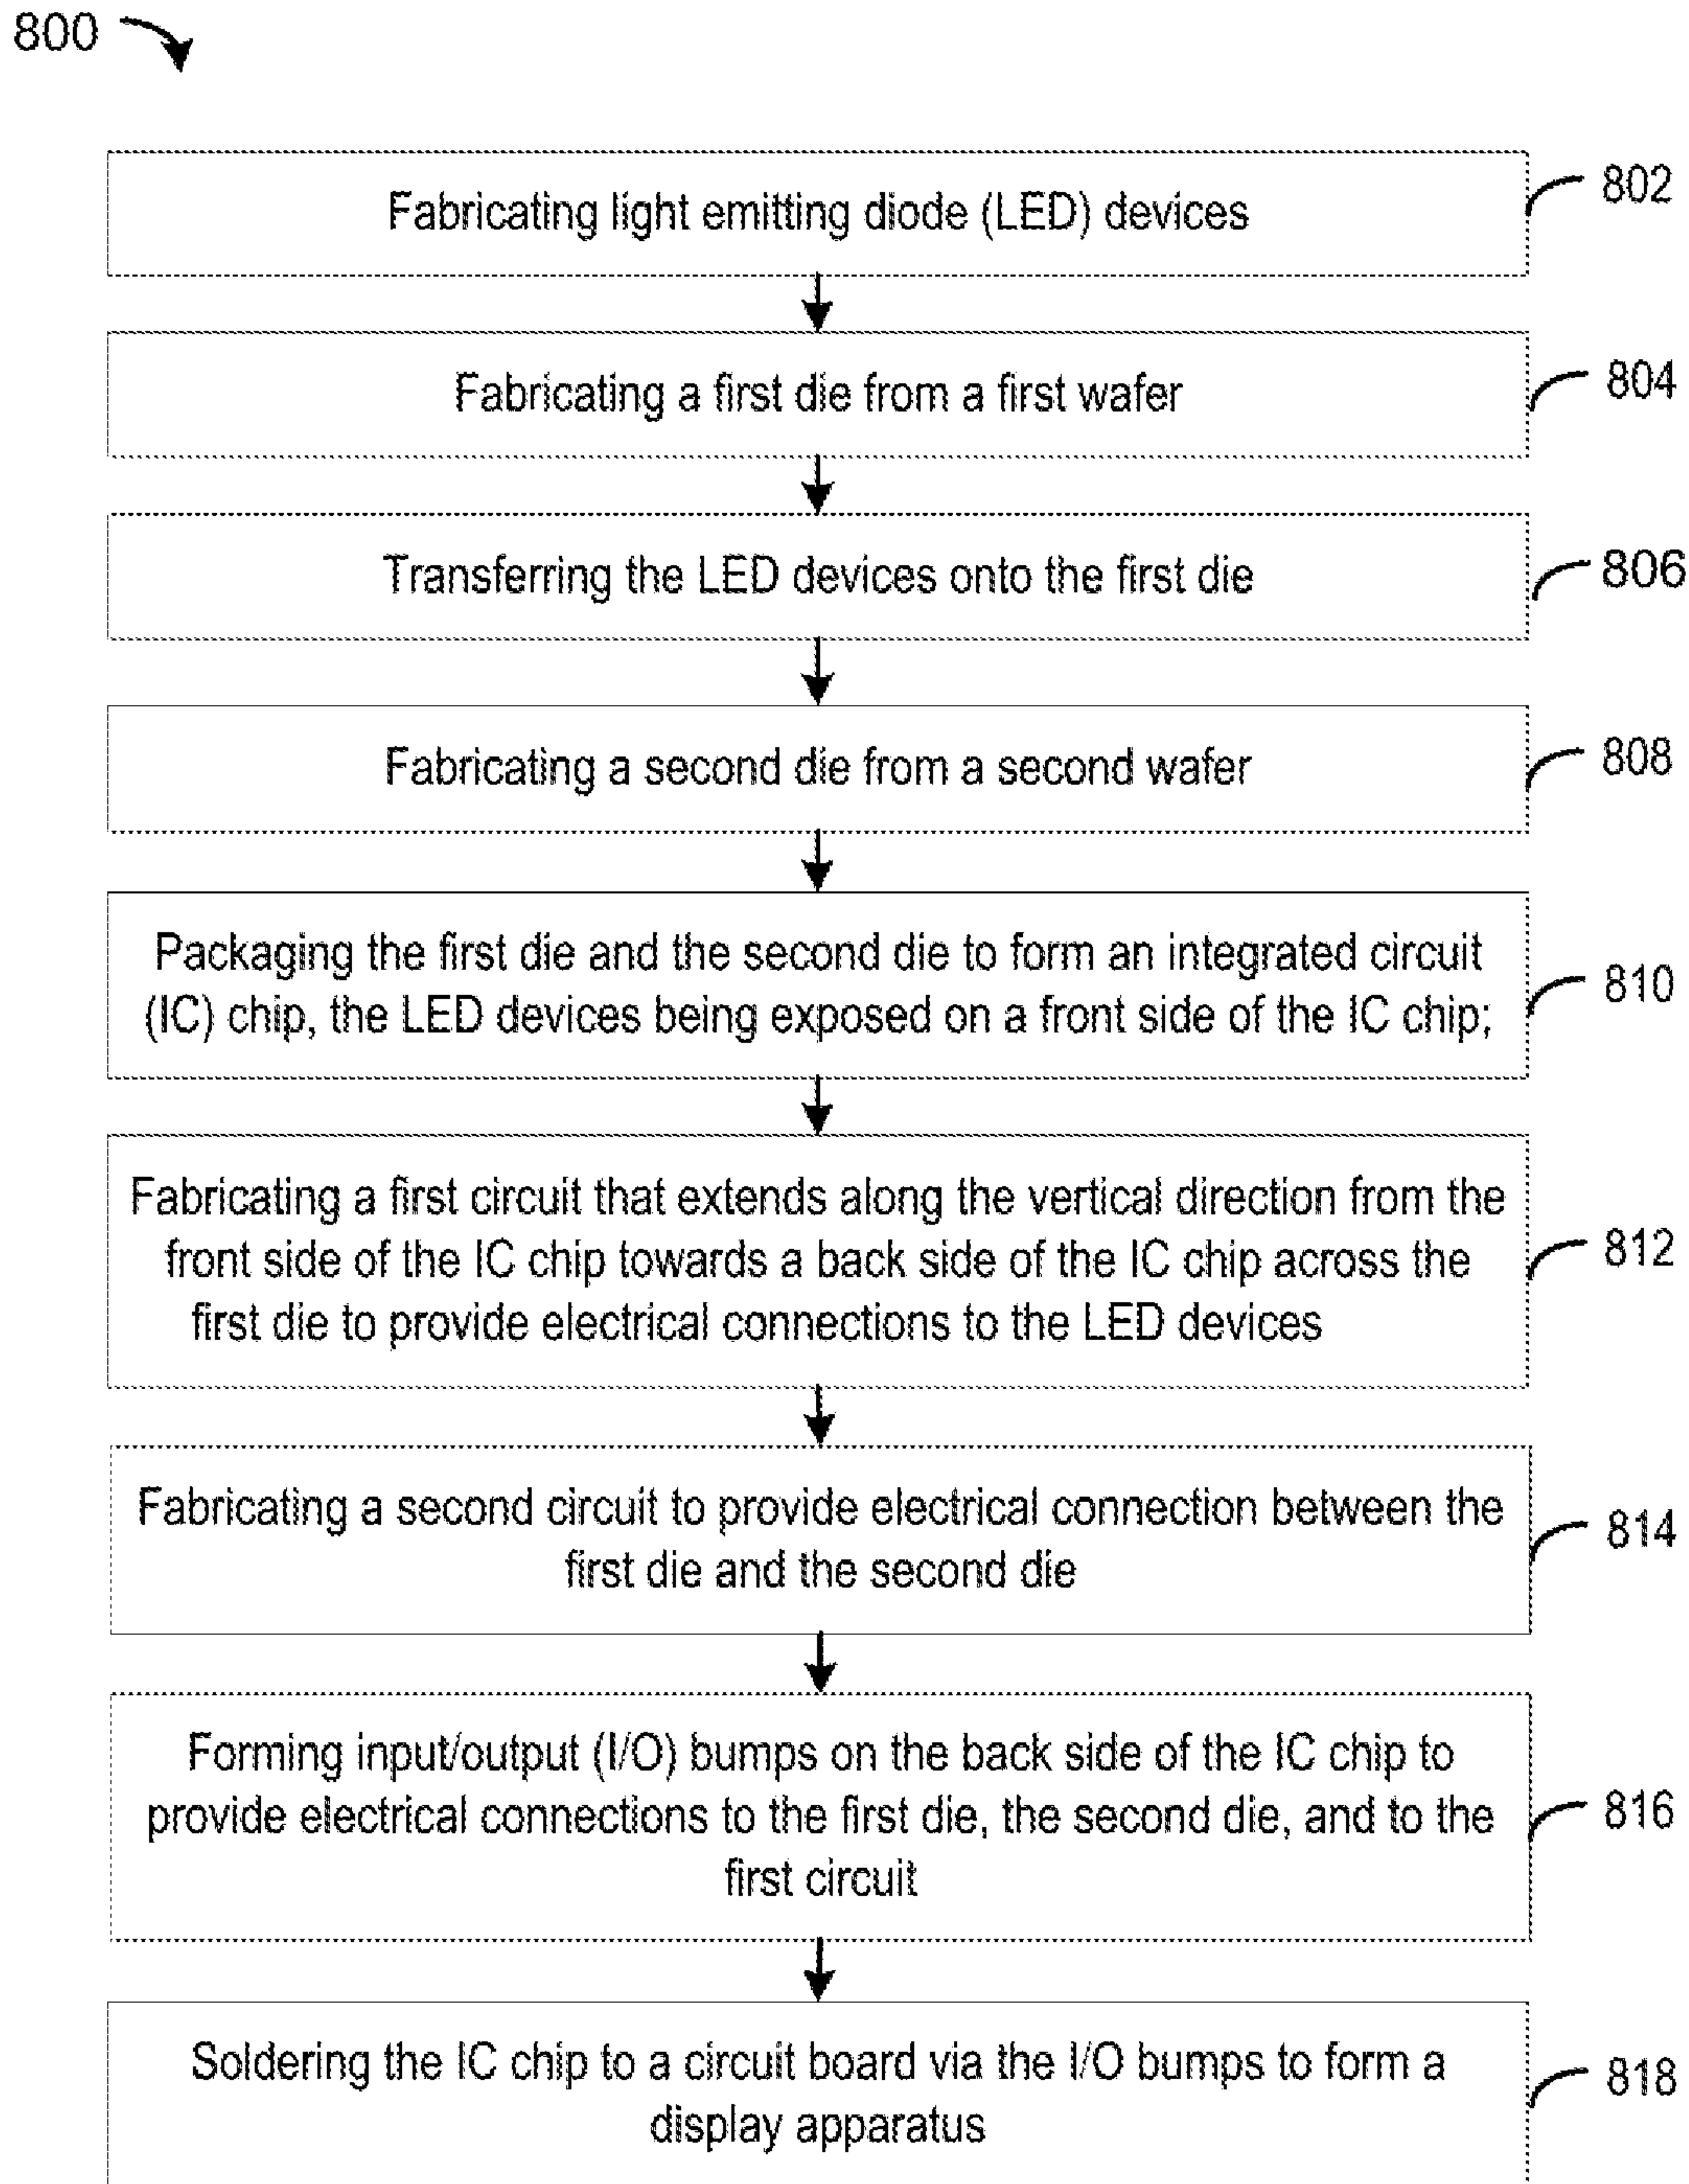 800
Fabricating light emitting diode (LED) devices
802
Fabricating a first die from a first wafer
804
Transferring the LED devices onto the first die
806
Fabricating a second die from a second wafer
808
Packaging the first die and the second die to form an integrated circuit
(IC) chip, the LED devices being exposed on a front side of the IC chip;
810
Fabricating a first circuit that extends along the vertical direction from the
front side of the IC chip towards a back side of the IC chip across the
first die to provide electrical connections to the LED devices
812
Fabricating a second circuit to provide electrical connection between the
first die and the second die
814
Forming input/output (I/O) bumps on the back side of the IC chip to
provide electrical connections to the first die, the second die, and to the
first circuit
816
Soldering the IC chip to a circuit board via the I/O bumps to form a
display apparatus
818